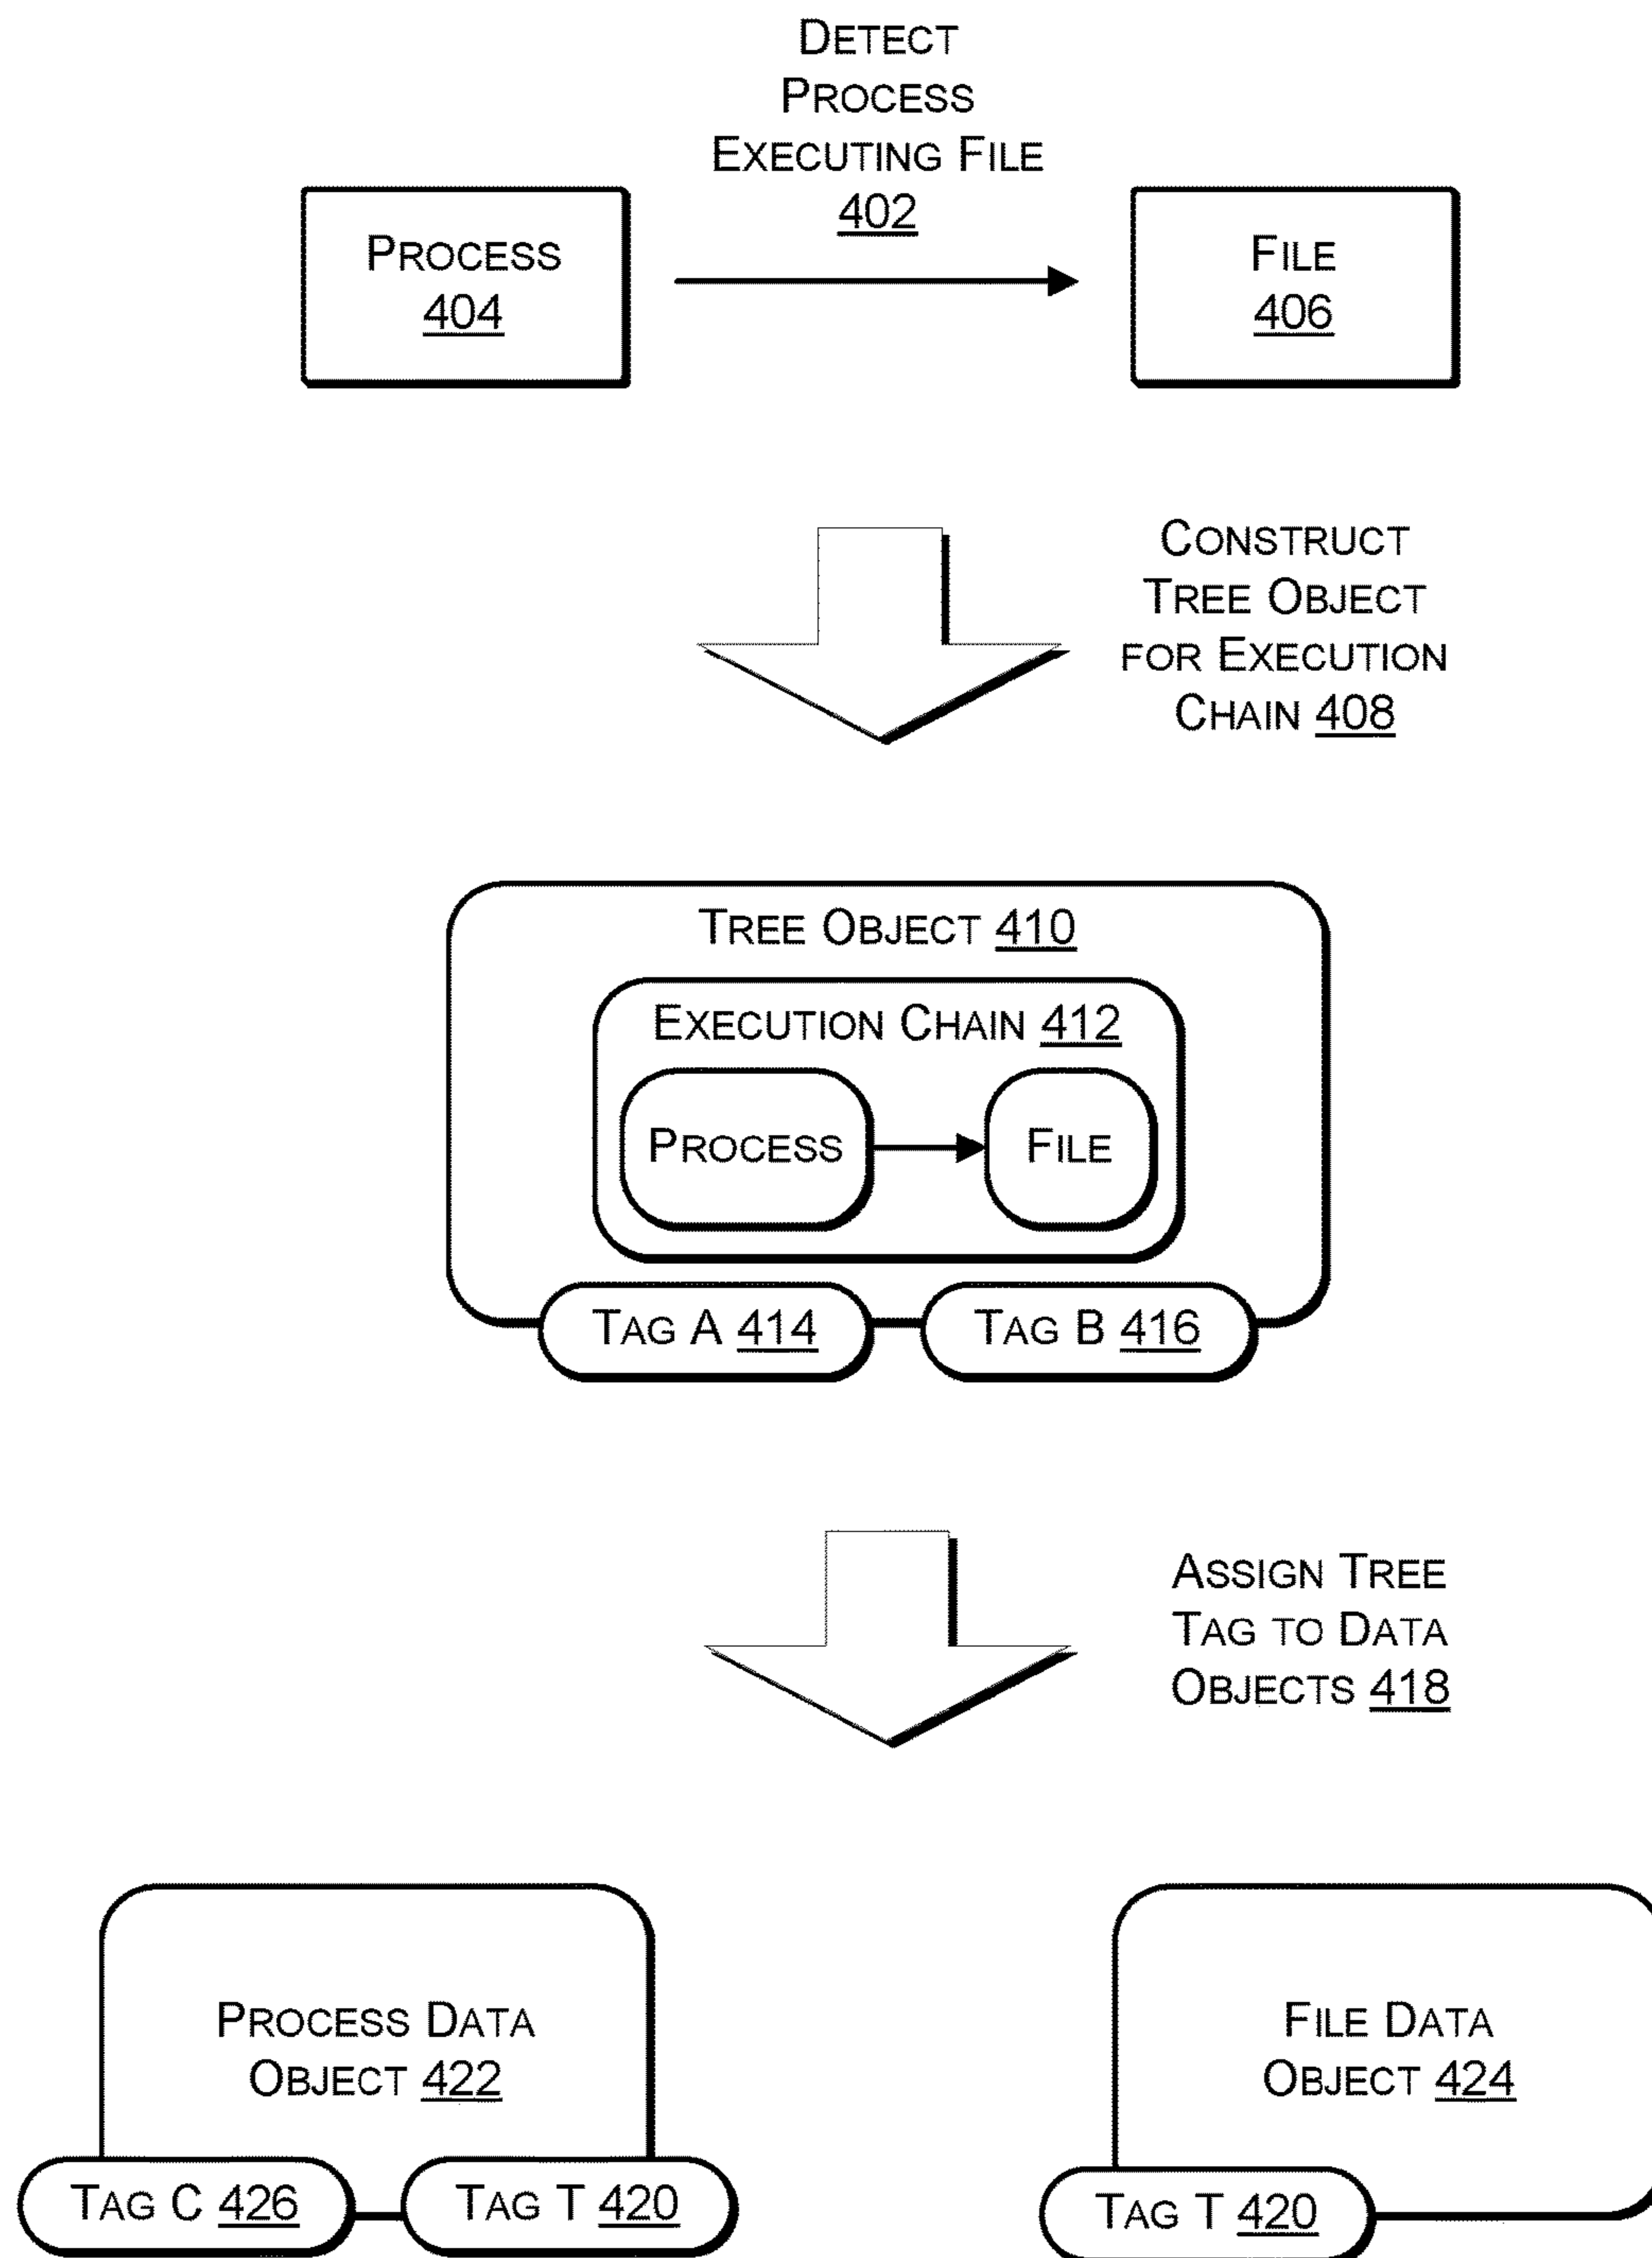 DETECT
PROCESS
EXECUTING FILE
402
PROCESS
404
FILE
406
CONSTRUCT
TREE OBJECT
FOR EXECUTION
CHAIN 408
TREE OBJECT 410
EXECUTION CHAIN 412
PROCESS
FILE
TAG A 414
TAG B 416
ASSIGN TREE
TAG TO DATA
OBJECTS 418
PROCESS DATA
OBJECT 422
FILE DATA
OBJECT 424
TAG C 426
TAG T 420
TAG T 420